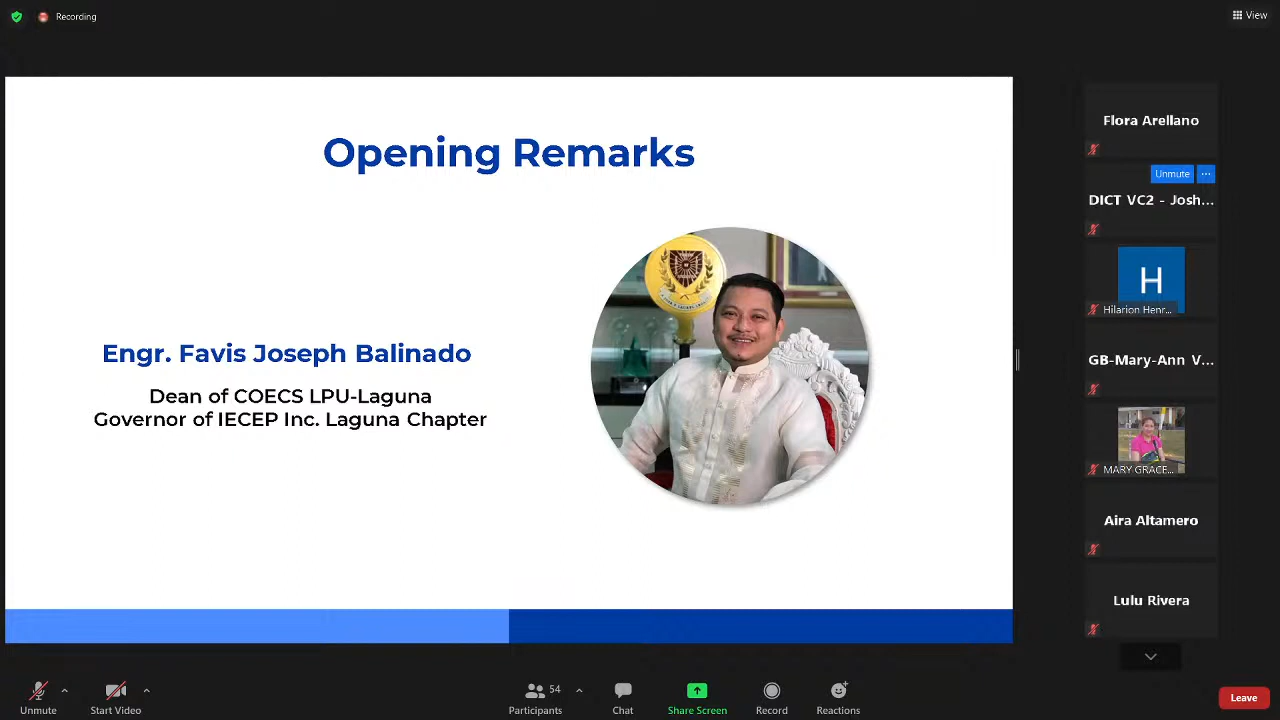 Recording
View
Opening Remarks
Engr. Favis Joseph Balinado
Dean of COECS LPU-Laguna
Governor of IECEP Inc. Laguna Chapter
Flora Arellano
Unmute
...
DICT VC2 - Josh...
H
Hilarion Henr...
GB-Mary-Ann V...
MARY GRACE...
Aira Altamero
Lulu Rivera
Unmute
Start Video
54
Participants
Chat
Share Screen
Record
Reactions
Leave